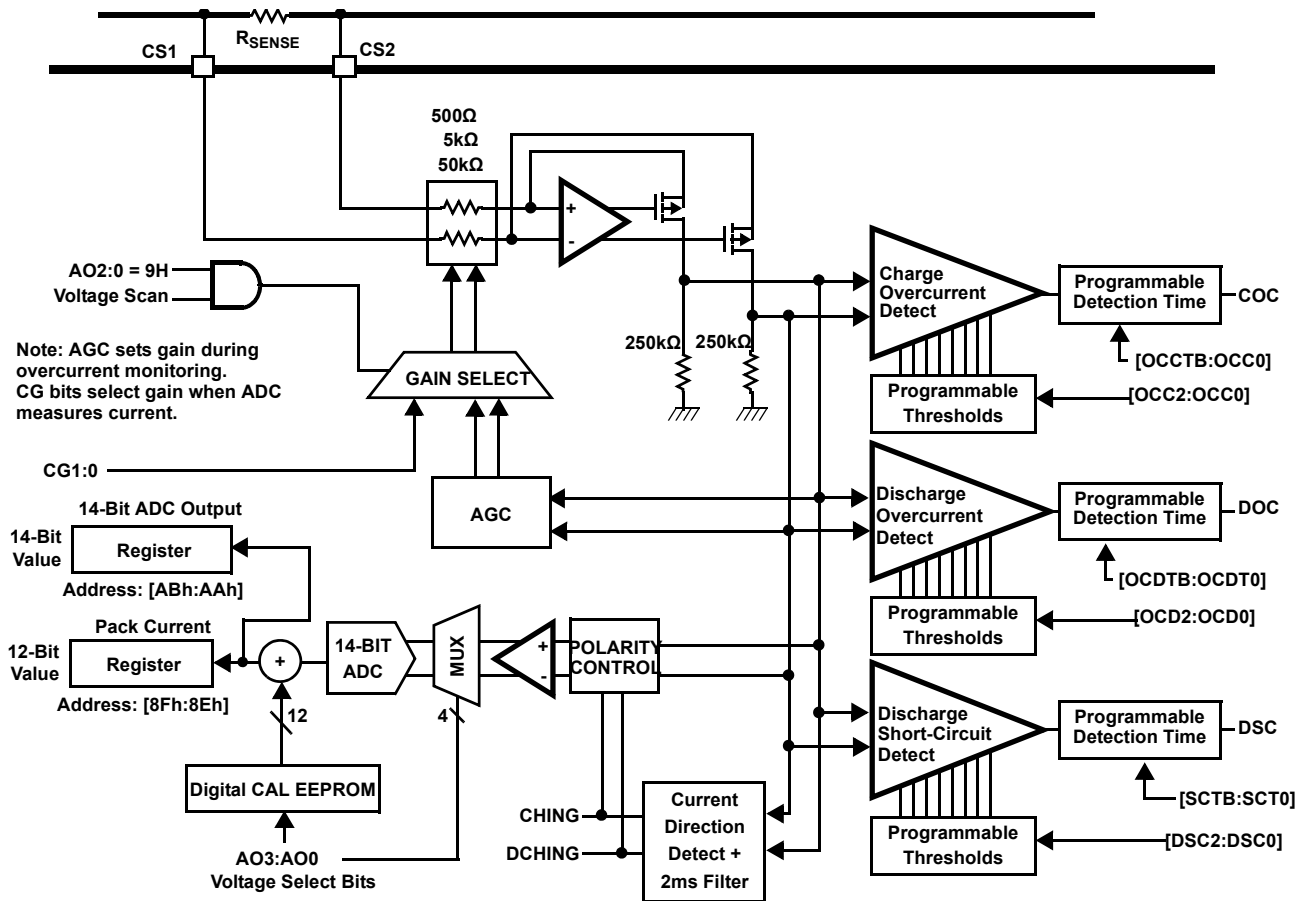 RSENSE
CS1
CS2
500Ω
5kΩ
50kΩ
+
-
AO2:0 = 9H
Voltage Scan
Note: AGC sets gain during
overcurrent monitoring.
CG bits select gain when ADC
measures current.
GAIN SELECT
250kΩ
250kΩ
CG1:0
AGC
Charge
Overcurrent
Detect
Programmable
Detection Time
COC
[OCCTB:OCC0]
Programmable
Thresholds
[OCC2:OCC0]
Discharge
Overcurrent
Detect
Programmable
Detection Time
DOC
[OCDTB:OCDT0]
Programmable
Thresholds
[OCD2:OCD0]
Discharge
Short-Circuit
Detect
Programmable
Detection Time
DSC
[SCTB:SCT0]
Programmable
Thresholds
[DSC2:DSC0]
14-Bit ADC Output
14-Bit
Value
Register
Address: [ABh:AAh]
Pack Current
12-Bit
Value
Register
Address: [8Fh:8Eh]
+
12
14-BIT
ADC
MUX
4
+
-
POLARITY
CONTROL
Digital CAL EEPROM
AO3:AO0
Voltage Select Bits
CHING
DCHING
Current
Direction
Detect +
2ms Filter